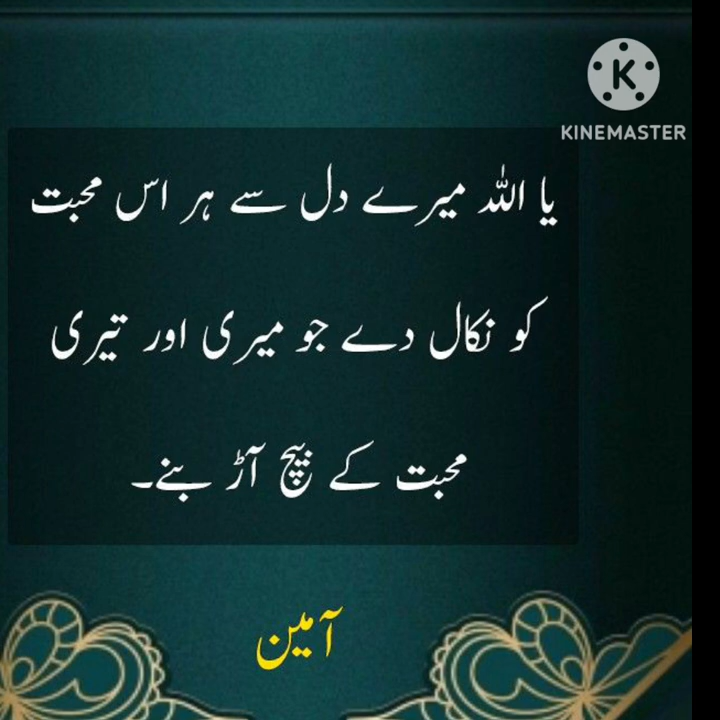 KINEMASTER
یا اللہ میرے دل سے ہر اس محبت
کو نکال دے جو میری اور تیری
محبت کے بیچ آڑ بنے۔
آمین